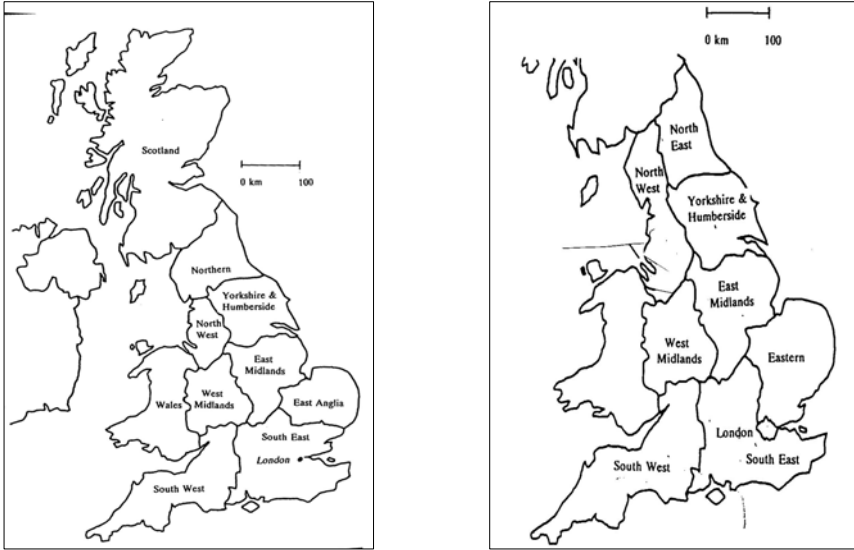 Scotland
0 km 100
Northern
Yorkshire &
Humberside
North
West
East
Midlands
West
Midlands
Wales
East Anglia
South East
London
South West
0 km 100
North
East
North
West
Yorkshire &
Humberside
East
Midlands
West
Midlands
Eastern
London
South East
South West